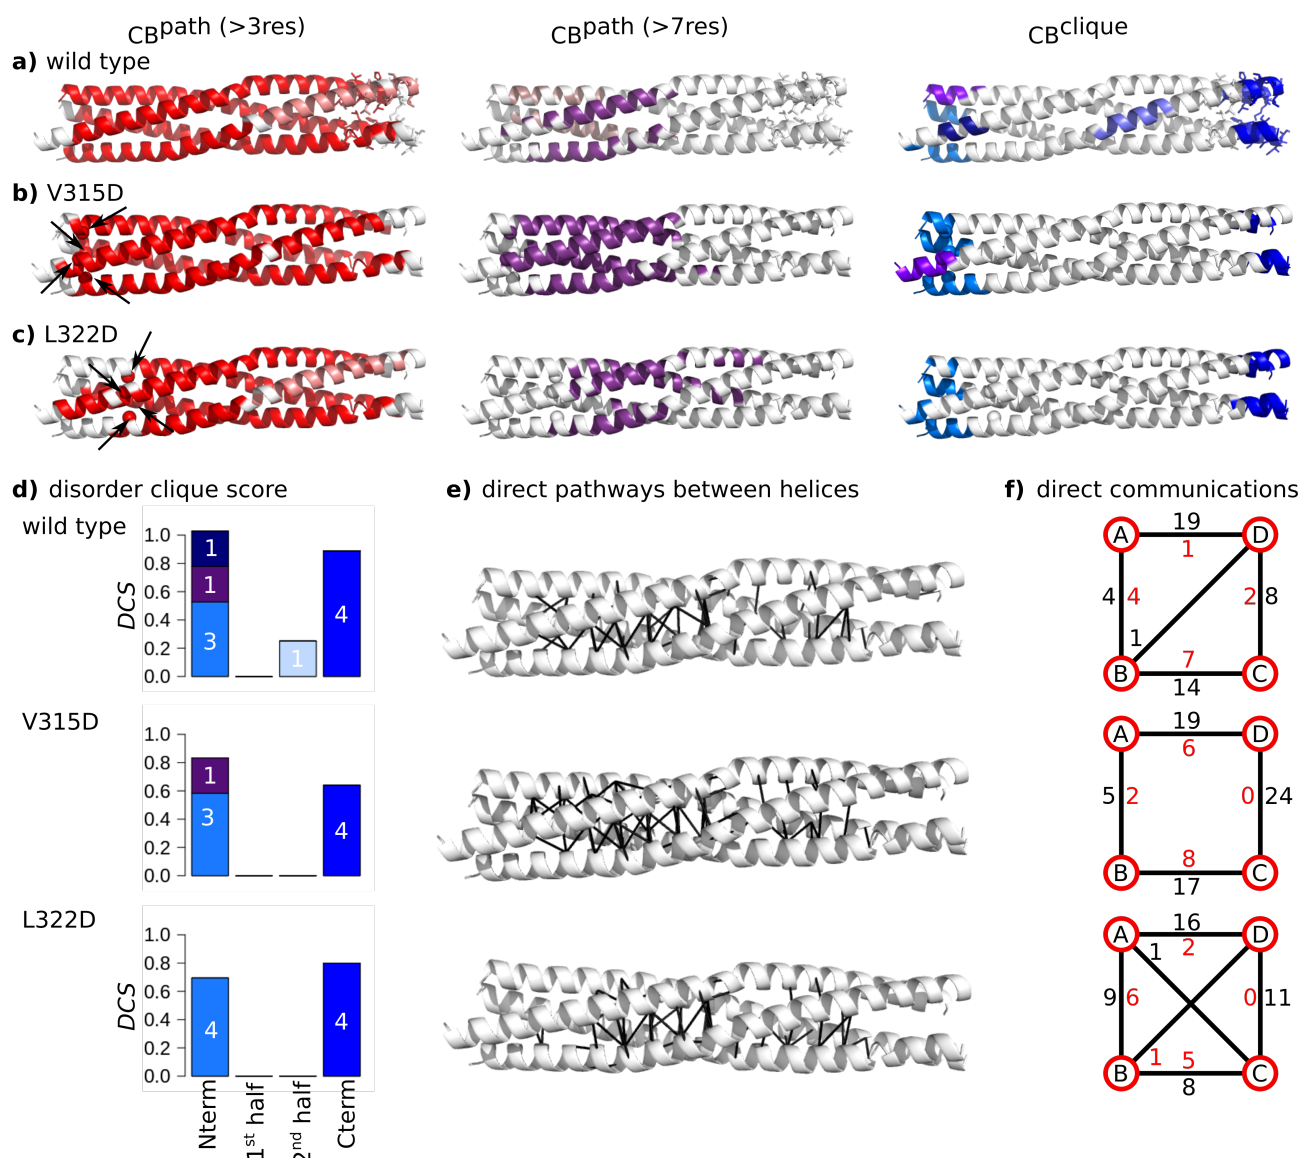 CBpath (>3res)
CBpath (>7res)
CBclique
a) wild type
b) V315D
c) L322D
d) disorder clique score
e) direct pathways between helices
f) direct communications
wild type
DCS
1.0
0.8
0.6
0.4
0.2
0.0
1
1
3
1
4
V315D
1.0
0.8
0.6
0.4
0.2
0.0
1
3
4
L322D
DCS
1.0
0.8
0.6
0.4
0.2
0.0
4
4
Nterm
1st half
2nd half
Cterm
19
A D
1
4 4 2 8
1
7
B C
14
19
A D
6
5 2 0 24
8
B C
17
16
A D
1 2
9 6 0 11
1 5
B C
8